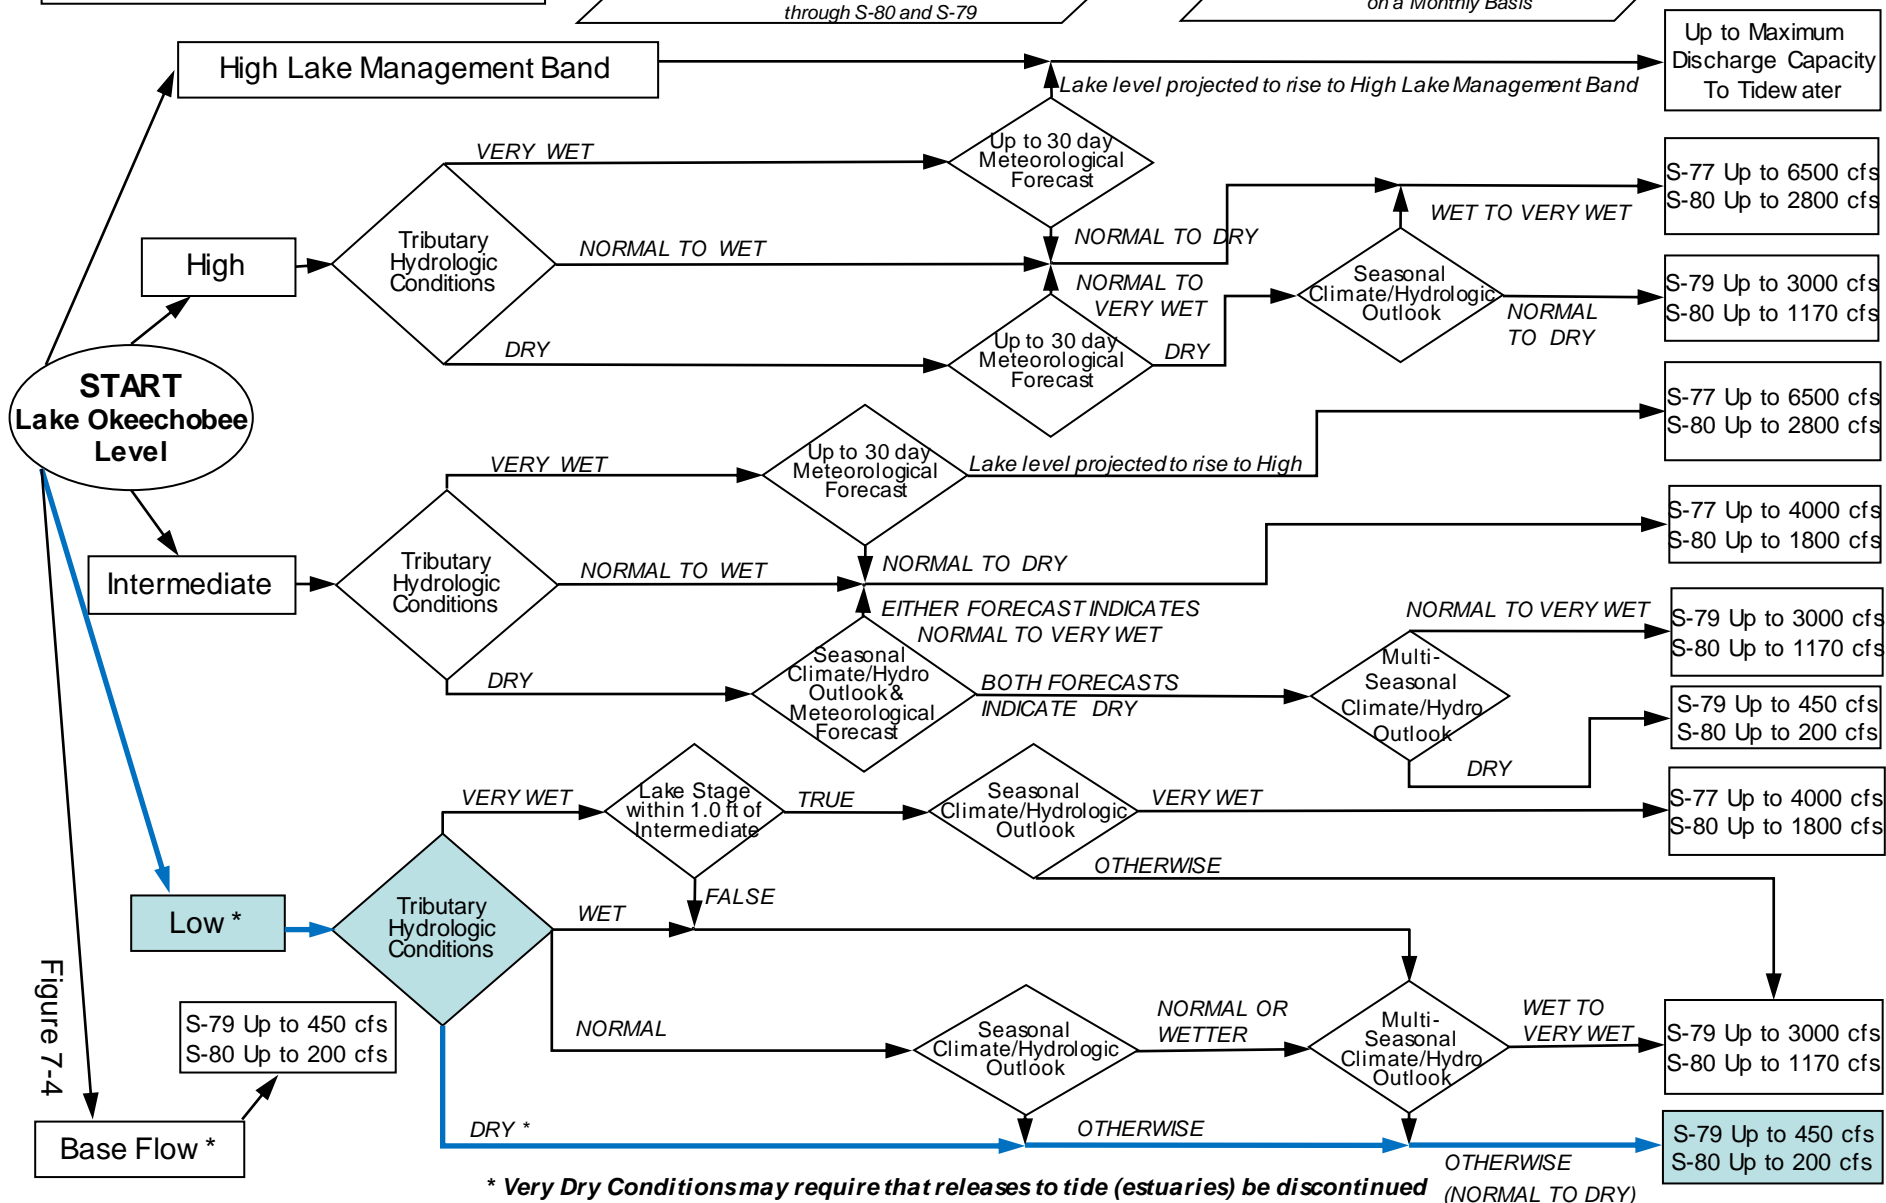 through S-80 and S-79
on a Monthly Basis
High Lake Management Band
Lake level projected to rise to High Lake Management Band
Up to Maximum
Discharge Capacity
To Tidewater
VERY WET
Up to 30 day
Meteorological
Forecast
S-77 Up to 6500 cfs
S-80 Up to 2800 cfs
WET TO VERY WET
High
Tributary
Hydrologic
Conditions
NORMAL TO WET
NORMAL TO DRY
NORMAL TO
VERY WET
Seasonal
Climate/Hydrologic
Outlook
NORMAL
TO DRY
S-79 Up to 3000 cfs
S-80 Up to 1170 cfs
DRY
Up to 30 day
Meteorological
Forecast
DRY
START
Lake Okeechobee
Level
S-77 Up to 6500 cfs
S-80 Up to 2800 cfs
VERY WET
Up to 30 day
Meteorological
Forecast
Lake level projected to rise to High
S-77 Up to 4000 cfs
S-80 Up to 1800 cfs
Intermediate
Tributary
Hydrologic
Conditions
NORMAL TO WET
NORMAL TO DRY
EITHER FORECAST INDICATES
NORMAL TO VERY WET
NORMAL TO VERY WET
S-79 Up to 3000 cfs
S-80 Up to 1170 cfs
DRY
Seasonal
Climate/Hydro
Outlook &
Meteorological
Forecast
BOTH FORECASTS
INDICATE DRY
Multi-
Seasonal
Climate/Hydro
Outlook
DRY
S-79 Up to 450 cfs
S-80 Up to 200 cfs
VERY WET
Lake Stage
within 1.0 ft of
Intermediate
TRUE
Seasonal
Climate/Hydrologic
Outlook
VERY WET
S-77 Up to 4000 cfs
S-80 Up to 1800 cfs
OTHERWISE
FALSE
Low *
Tributary
Hydrologic
Conditions
WET
NORMAL
Seasonal
Climate/Hydrologic
Outlook
NORMAL OR
WETTER
Multi-
Seasonal
Climate/Hydro
Outlook
WET TO
VERY WET
S-79 Up to 3000 cfs
S-80 Up to 1170 cfs
Figure 7-4
S-79 Up to 450 cfs
S-80 Up to 200 cfs
Base Flow *
DRY *
OTHERWISE
OTHERWISE
(NORMAL TO DRY)
S-79 Up to 450 cfs
S-80 Up to 200 cfs
* Very Dry Conditions may require that releases to tide (estuaries) be discontinued